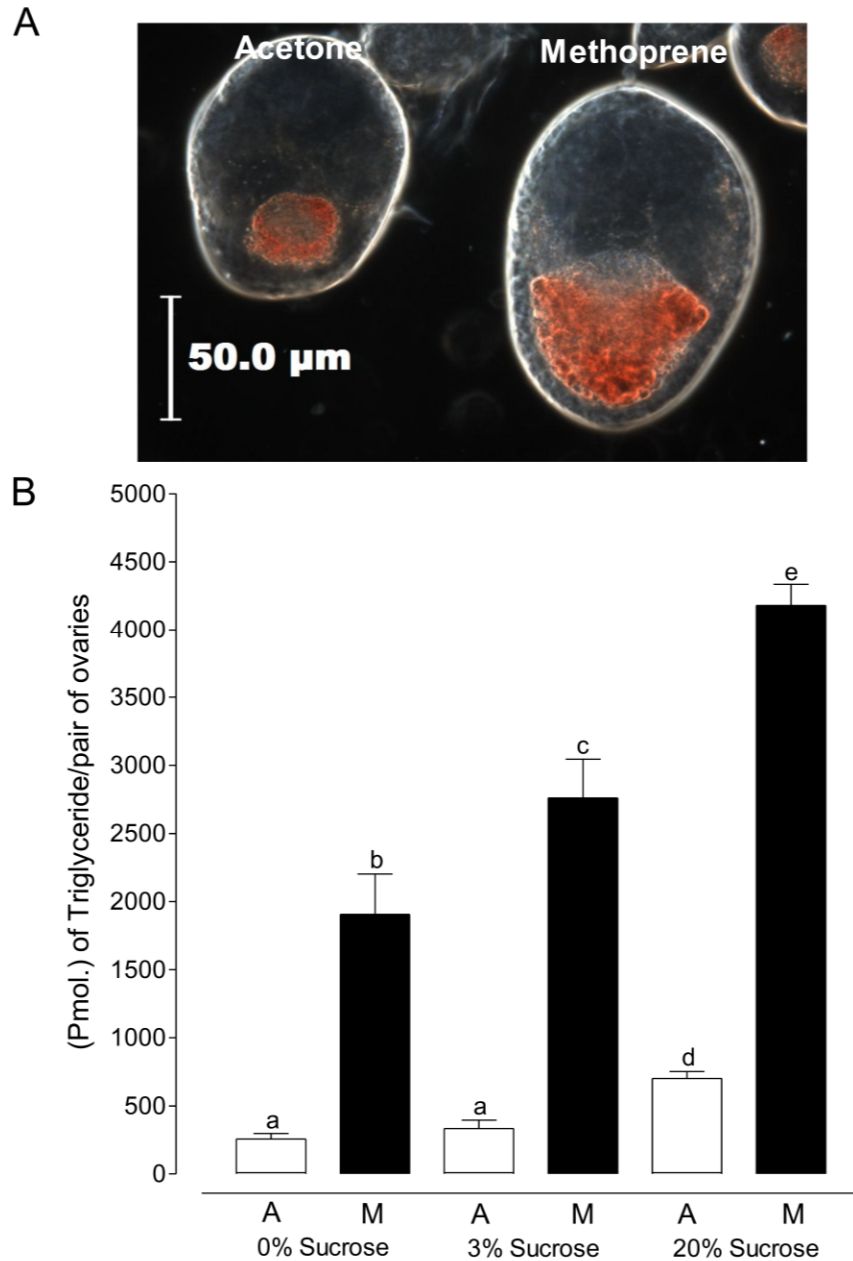 A
Acetone
Methoprene
50.0 µm
B
(Pmol.) of Triglyceride/pair of ovaries
5000
4500
4000
3500
3000
2500
2000
1500
1000
500
0
a
b
a
c
d
e
A M A M A M
0% Sucrose 3% Sucrose 20% Sucrose